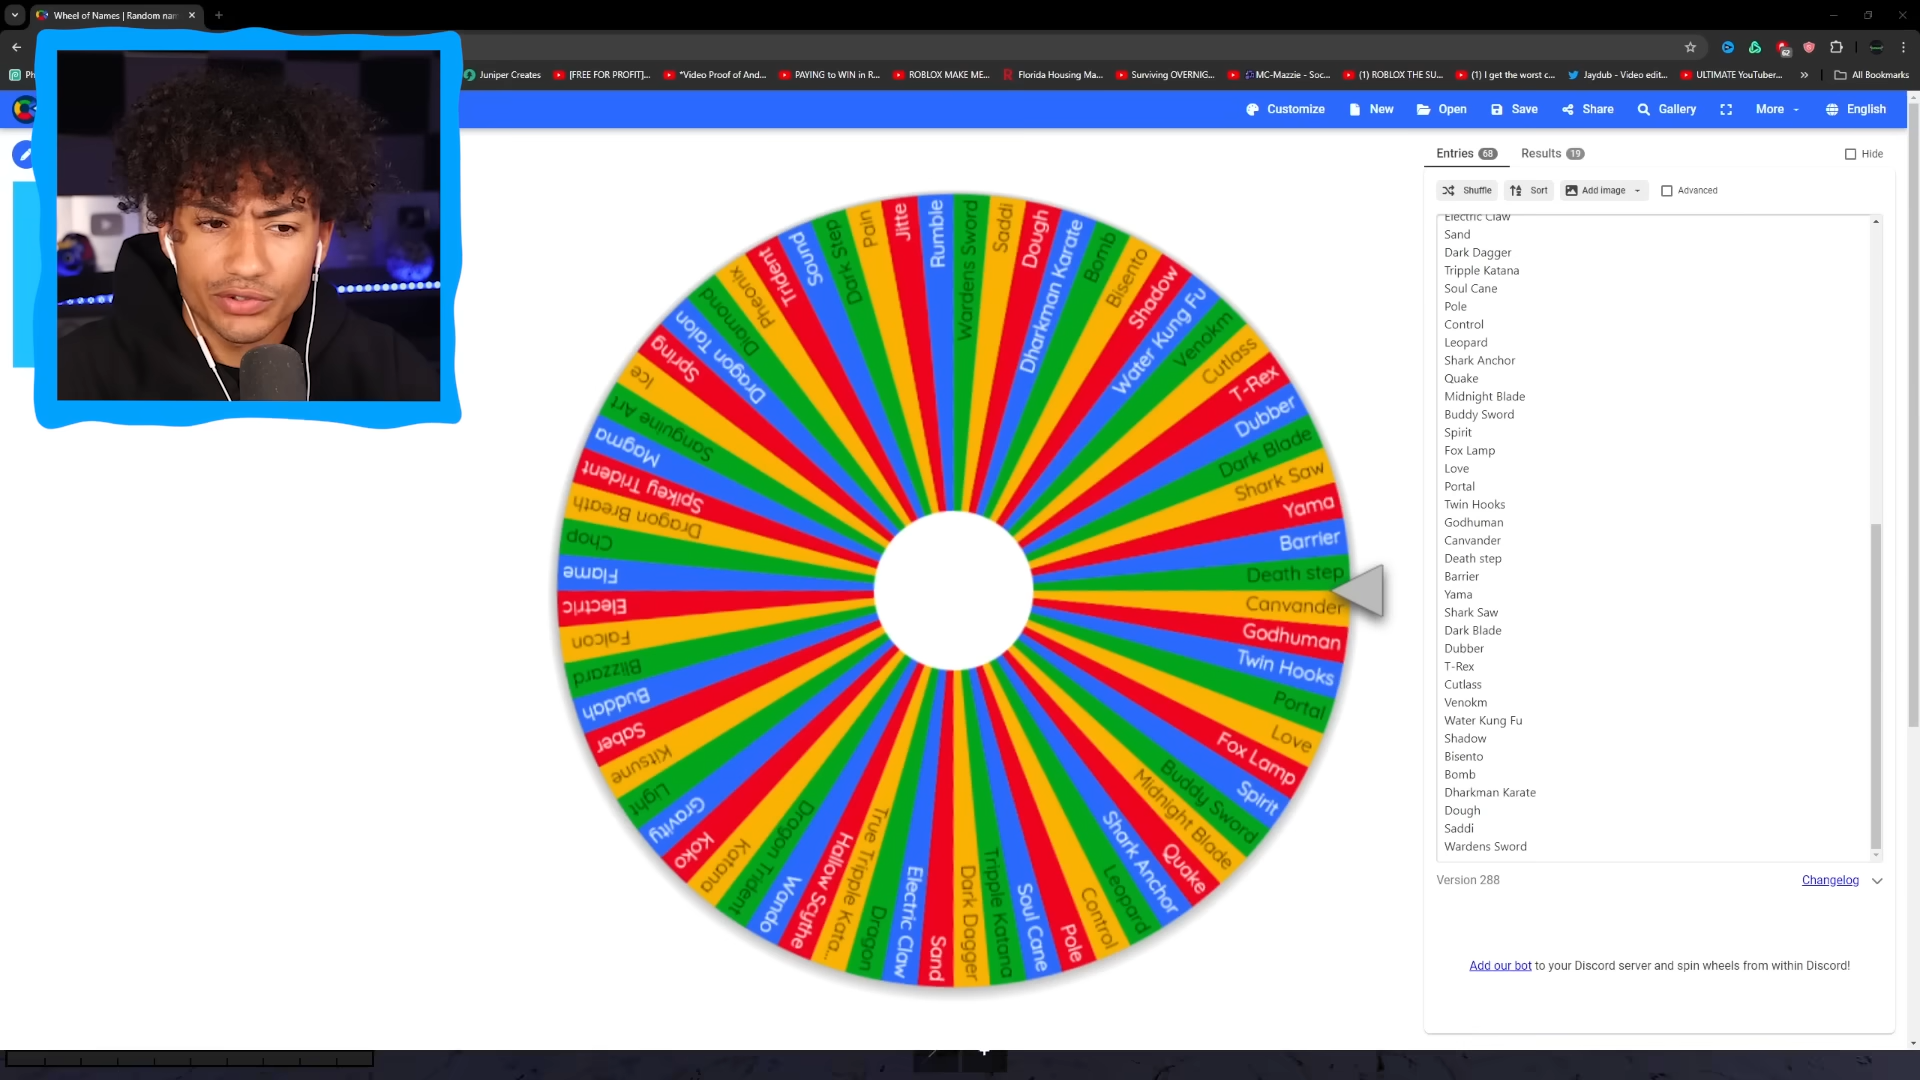 Wheel of Names | Random nam
Ph
Juniper Creates
[FREE FOR PROFIT]...
*Video Proof of And...
PAYING to WIN in R...
ROBLOX MAKE ME...
Florida Housing Ma...
Surviving OVERNIG...
MC-Mazzie - Soc...
(1) ROBLOX THE SU...
(1) I get the worst c...
Jaydub - Video edit...
ULTIMATE YouTuber...
All Bookmarks
62
Customize
New
Open
Save
Share
Gallery
More
English
Entries 68
Results 19
Hide
Shuffle
Sort
Add image
Advanced
Electric Claw
Sand
Dark Dagger
Tripple Katana
Soul Cane
Pole
Control
Leopard
Shark Anchor
Quake
Midnight Blade
Buddy Sword
Spirit
Fox Lamp
Love
Portal
Twin Hooks
Godhuman
Canvander
Death step
Barrier
Yama
Shark Saw
Dark Blade
Dubber
T-Rex
Cutlass
Venokm
Water Kung Fu
Shadow
Bisento
Bomb
Dharkman Karate
Dough
Saddi
Wardens Sword
Version 288
Changelog
Add our bot to your Discord server and spin wheels from within Discord!
Rumble
Wardens Sword
Saddi
Dough
Dharkman Karate
Bomb
Bisento
Shadow
Water Kung Fu
Venokm
Cutlass
T-Rex
Dubber
Dark Blade
Shark Saw
Yama
Barrier
Death step
Canvander
Godhuman
Twin Hooks
Portal
Love
Fox Lamp
Spirit
Buddy Sword
Midnight Blade
Quake
Shark Anchor
Leopard
Control
Pole
Soul Cane
Tripple Katana
Dark Dagger
Sand
Electric Claw
Dragon
True Tripple Kata...
Hallow Scythe
Wando
Dragon Trident
Katana
Koko
Gravity
Light
Kitsune
Saber
Buddah
Blizzard
Falcon
Electric
Flame
Chop
Dragon Breath
Spikey Trident
Magma
Sanguine Art
Ice
Spring
Dragon Talon
Diamond
Pheonix
Trident
Sound
Dark Step
Pain
Jitte